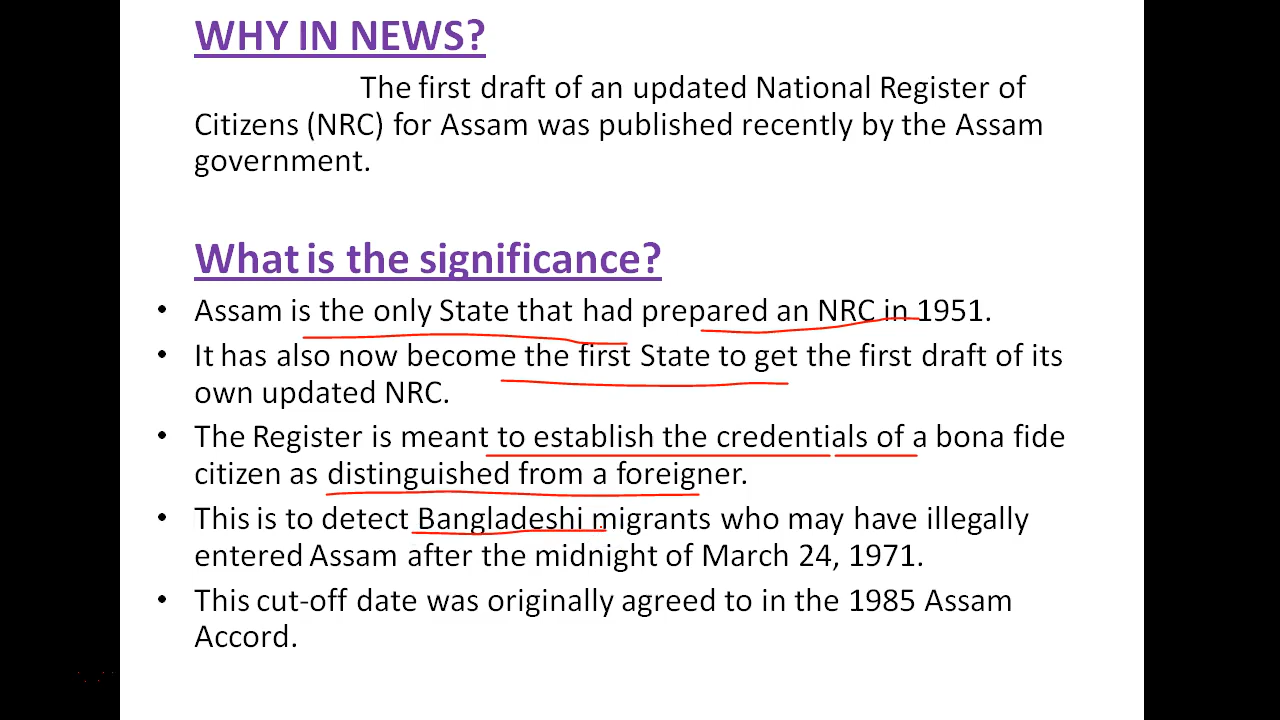 WHY IN NEWS?
The first draft of an updated National Register of
Citizens (NRC) for Assam was published recently by the Assam
government.
What is the significance?
• Assam is the only State that had prepared an NRC in 1951.
• It has also now become the first State to get the first draft of its
own updated NRC.
• The Register is meant to establish the credentials of a bona fide
citizen as distinguished from a foreigner.
• This is to detect Bangladeshi migrants who may have illegally
entered Assam after the midnight of March 24, 1971.
• This cut-off date was originally agreed to in the 1985 Assam
Accord.